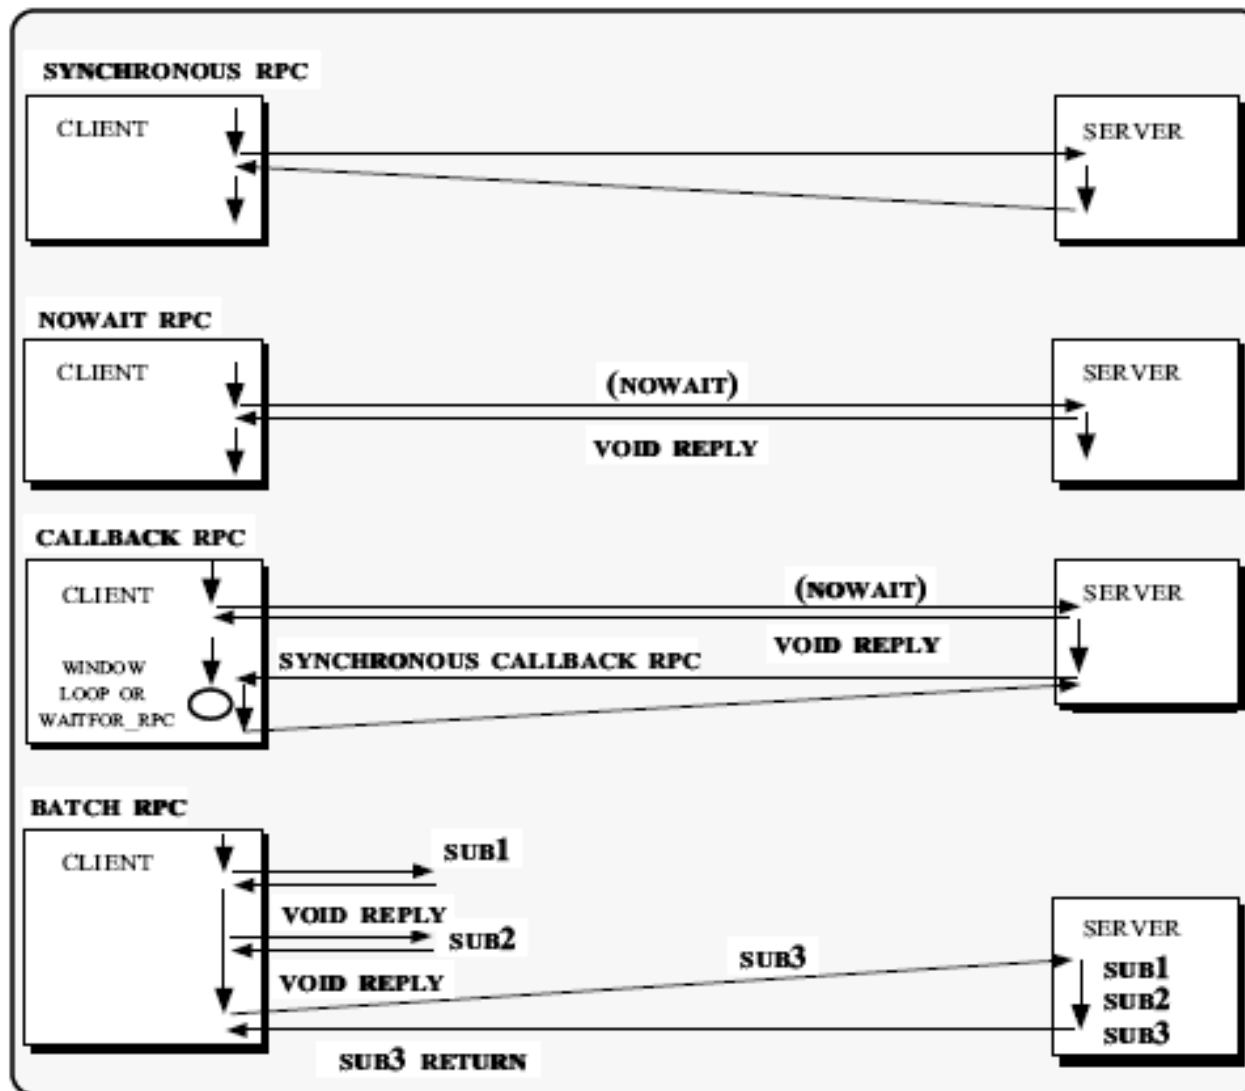 SYNCHRONOUS RPC
CLIENT
SERVER
NOWAIT RPC
CLIENT
(NOWAIT)
SERVER
VOID REPLY
CALLBACK RPC
CLIENT
(NOWAIT)
SERVER
VOID REPLY
SYNCHRONOUS CALLBACK RPC
WINDOW
LOOP OR
WAITFOR_RPC
BATCH RPC
CLIENT
SUB1
VOID REPLY
SUB2
VOID REPLY
SUB3
SERVER
SUB1
SUB2
SUB3
SUB3 RETURN